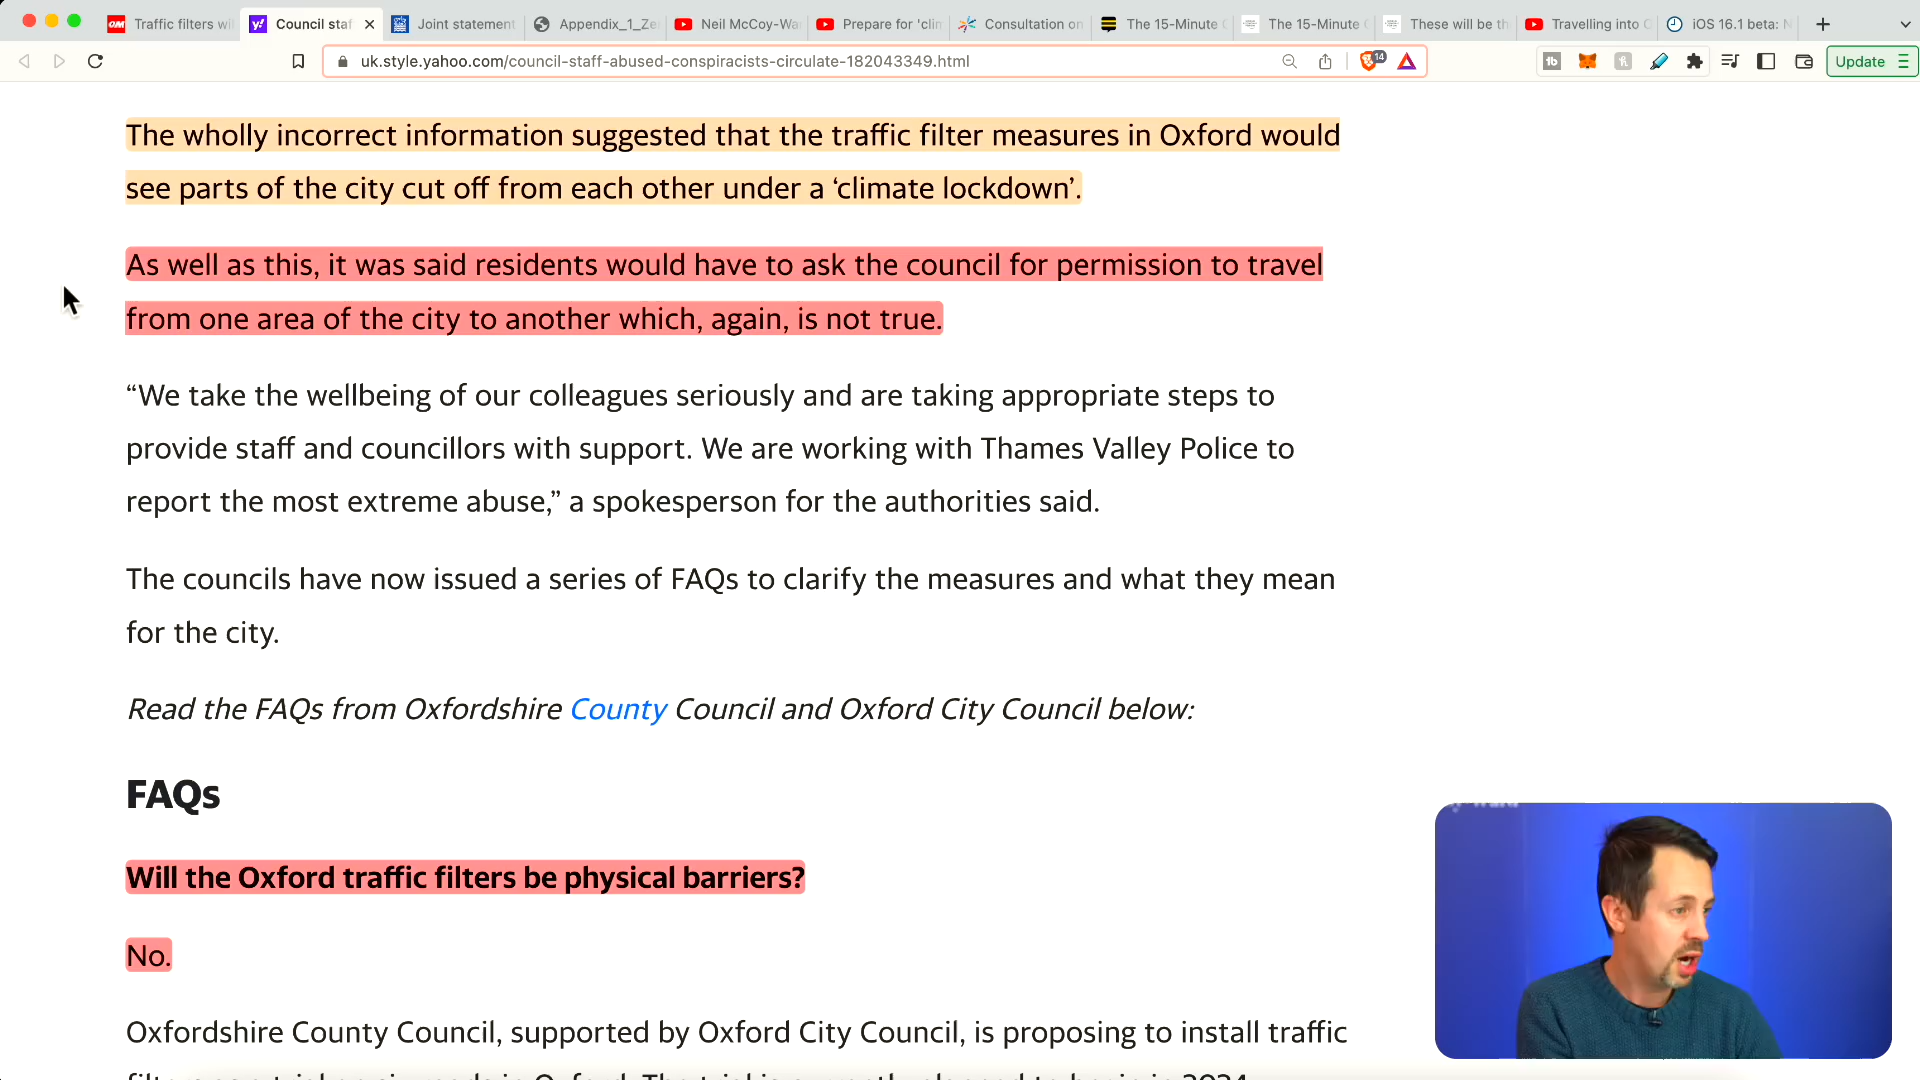 Traffic filters wi
Council staf
Joint statement
Appendix_1_Ze
Neil McCoy-Wa
Prepare for 'clin
Consultation on
The 15-Minute
The 15-Minute
These will be th
Travelling into
iOS 16.1 beta: N
uk.style.yahoo.com/council-staff-abused-conspiracists-circulate-182043349.html
14
Update
The wholly incorrect information suggested that the traffic filter measures in Oxford would
see parts of the city cut off from each other under a ‘climate lockdown’.
As well as this, it was said residents would have to ask the council for permission to travel
from one area of the city to another which, again, is not true.
“We take the wellbeing of our colleagues seriously and are taking appropriate steps to
provide staff and councillors with support. We are working with Thames Valley Police to
report the most extreme abuse,” a spokesperson for the authorities said.
The councils have now issued a series of FAQs to clarify the measures and what they mean
for the city.
Read the FAQs from Oxfordshire County Council and Oxford City Council below:
FAQs
Will the Oxford traffic filters be physical barriers?
No.
Oxfordshire County Council, supported by Oxford City Council, is proposing to install traffic